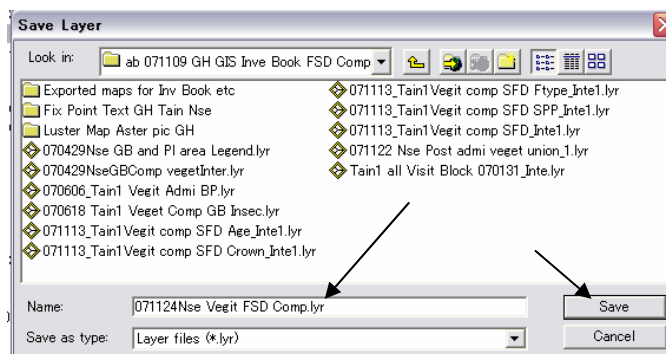 Save Layer
Look in: ab 071109 GH GIS Inve Book FSD Comp
Exported maps for Inv Book etc
Fix Point Text GH Tain Nse
Luster Map Aster pic GH
070429Nse GB and PI area Legend.lyr
070429NseGBComp vegetInter.lyr
070606_Tain1 Vegit Admi BP.lyr
070618 Tain1 Veget Comp GB Insec.lyr
071113_Tain1Vegit comp SFD Age_Inte1.lyr
071113_Tain1Vegit comp SFD Crown_Inte1.lyr
071113_Tain1Vegit comp SFD Ftype_Inte1.lyr
071113_Tain1Vegit comp SFD SPP_Inte1.lyr
071113_Tain1Vegit comp SFD_Inte1.lyr
071122 Nse Post admi veget union_1.lyr
Tain1 all Visit Block 070131_Inte.lyr
Name: 071124Nse Vegit FSD Comp.lyr Save
Save as type: Layer files (*.lyr) Cancel